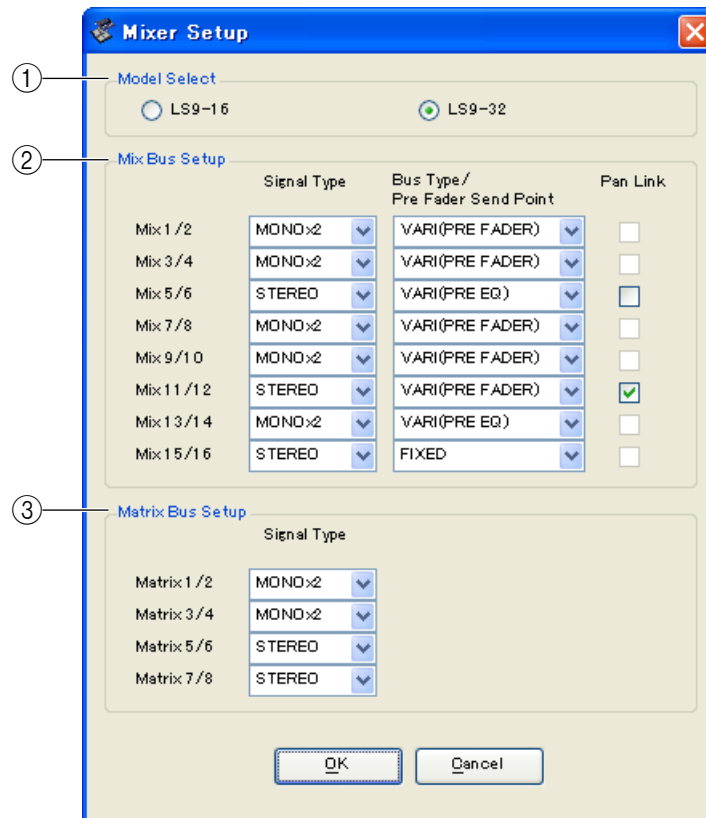 Mixer Setup
① Model Select
LS9-16 LS9-32
② Mix Bus Setup
Signal Type Bus Type/ Pan Link
Pre Fader Send Point
Mix1/2 MONOx2 VARI(PRE FADER)
Mix3/4 MONOx2 VARI(PRE FADER)
Mix5/6 STEREO VARI(PRE EQ)
Mix7/8 MONOx2 VARI(PRE FADER)
Mix9/10 MONOx2 VARI(PRE FADER)
Mix11/12 STEREO VARI(PRE FADER)
Mix13/14 MONOx2 VARI(PRE EQ)
Mix15/16 STEREO FIXED
③ Matrix Bus Setup
Signal Type
Matrix1/2 MONOx2
Matrix3/4 MONOx2
Matrix5/6 STEREO
Matrix7/8 STEREO
OK Cancel